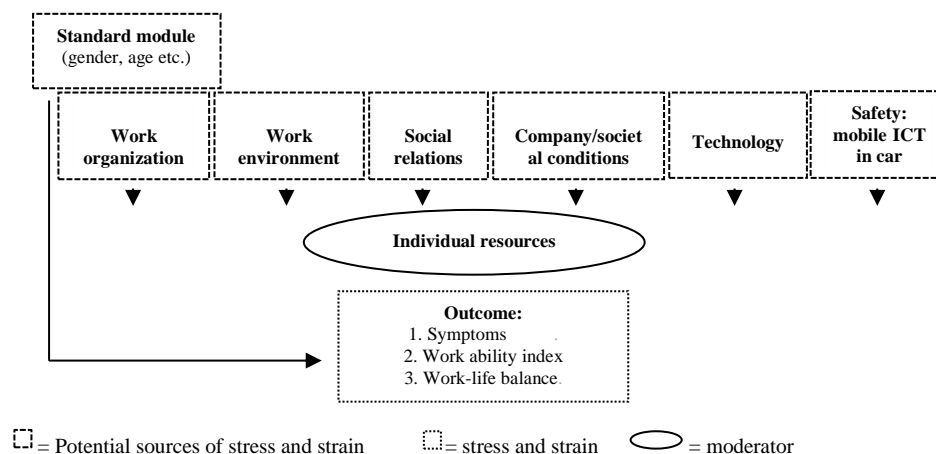 Standard module
(gender, age etc.)
Work
organization
Work
environment
Social
relations
Company/societ
al conditions
Technology
Safety:
mobile ICT
in car
Individual resources
Outcome:
1. Symptoms
2. Work ability index
3. Work-life balance.
= Potential sources of stress and strain
= stress and strain
= moderator